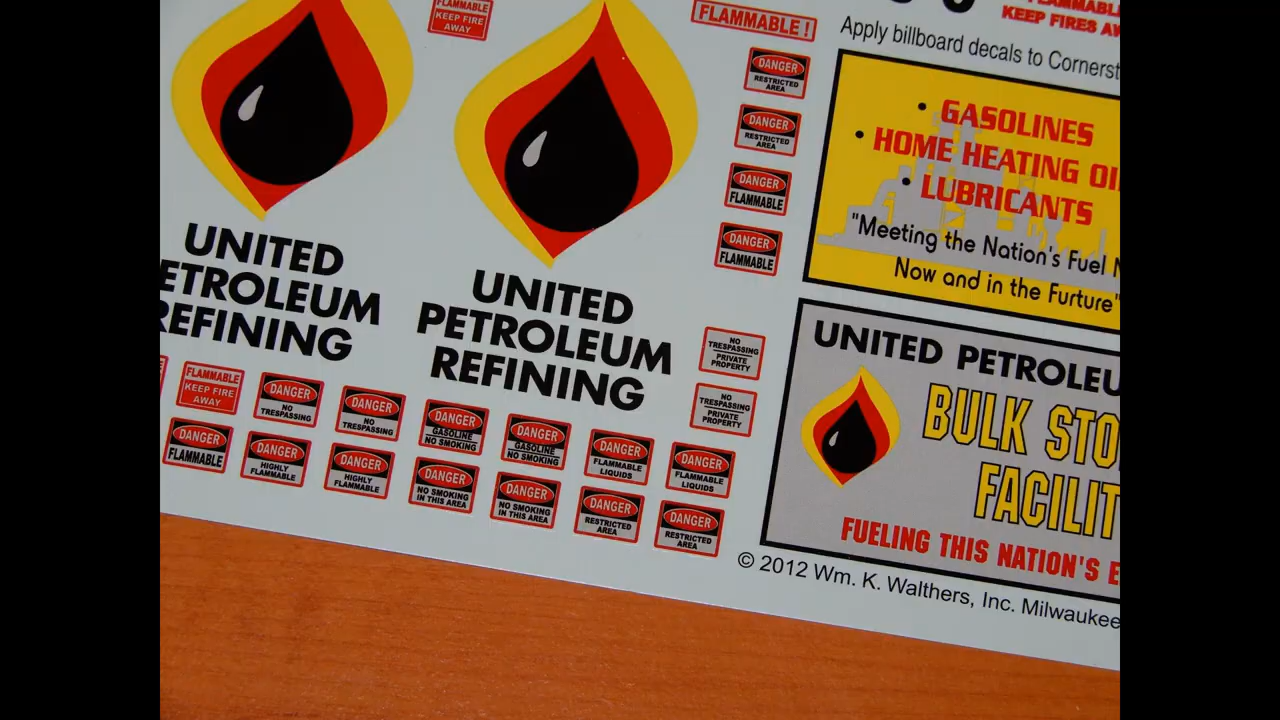 FLAMMABLE
KEEP FIRE
AWAY
FLAMMABLE !
KEEP FIRES
Apply billboard decals to
DANGER
RESTRICTED
AREA
DANGER
RESTRICTED
AREA
DANGER
FLAMMABLE
DANGER
FLAMMABLE
• GASOLINES
• HOME HEATING
• LUBRICANTS
"Meeting the Nation's Fuel
Now and in the Furture"
UNITED
ETROLEUM
REFINING
UNITED
PETROLEUM
REFINING
NO
TRESPASSING
PRIVATE
PROPERTY
NO
TRESPASSING
PRIVATE
PROPERTY
UNITED PETROLEU
BULK STO
FACILIT
FUELING THIS NATION'S E
FLAMMABLE
KEEP FIRE
AWAY
DANGER
NO
TRESPASSING
DANGER
NO
TRESPASSING
DANGER
GASOLINE
NO SMOKING
DANGER
GASOLINE
NO SMOKING
DANGER
FLAMMABLE
LIQUIDS
DANGER
FLAMMABLE
LIQUIDS
DANGER
FLAMMABLE
DANGER
HIGHLY
FLAMMABLE
DANGER
HIGHLY
FLAMMABLE
DANGER
NO SMOKING
IN THIS AREA
DANGER
NO SMOKING
IN THIS AREA
DANGER
RESTRICTED
AREA
DANGER
RESTRICTED
AREA
© 2012 Wm. K. Walthers, Inc. Milwaukee